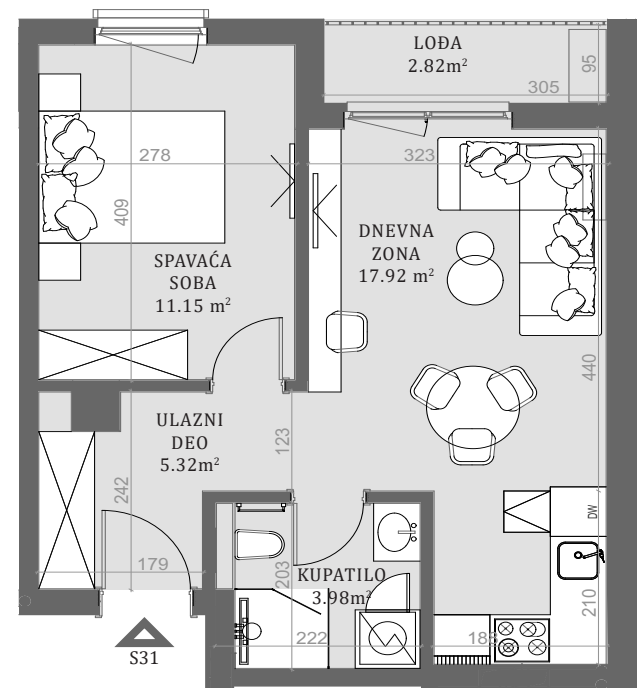 LOĐA
2.82m²
95
305
278
323
409
DNEVNA
ZONA
17.92 m²
SPAVAĆA
SOBA
11.15 m²
440
ULAZNI
DEO
5.32m²
123
242
DW
179
203
KUPATILO
3.98m²
210
222
185
S31